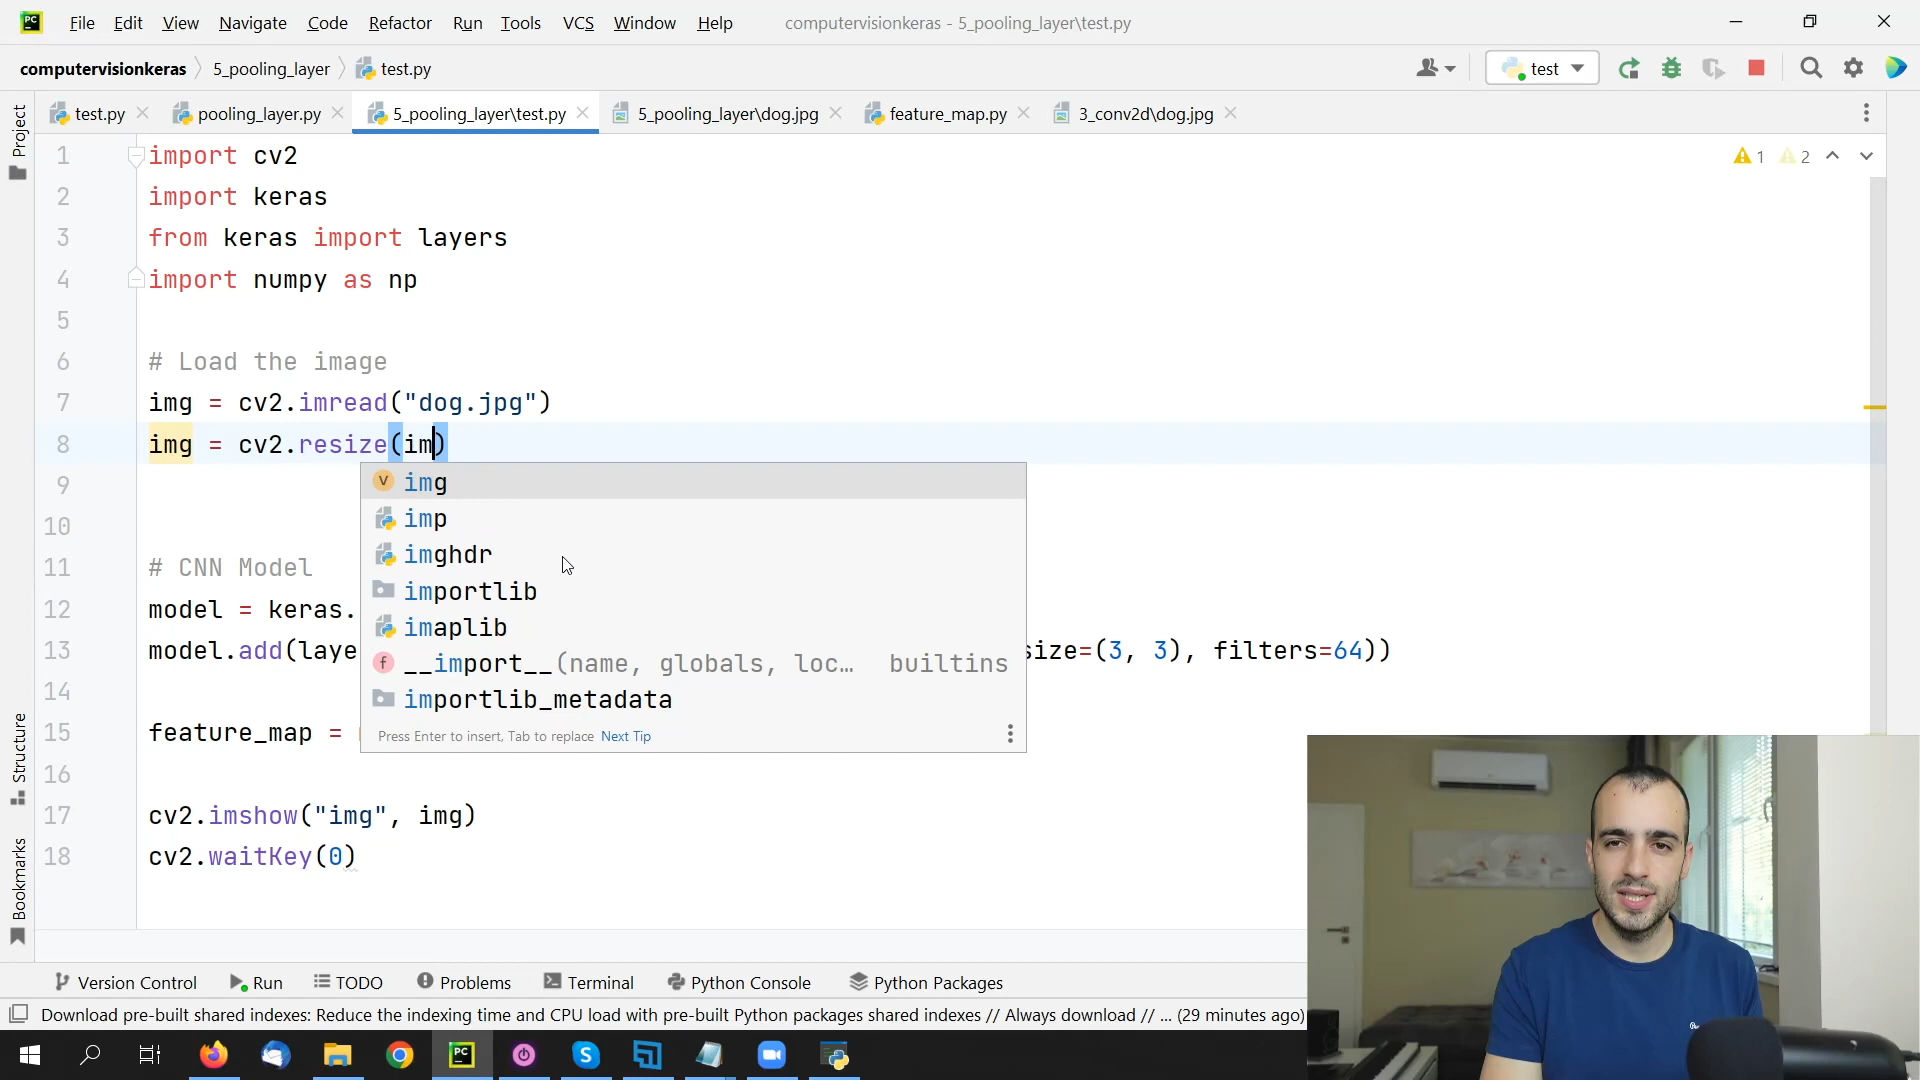 PC File Edit View Navigate Code Refactor Run Tools VCS Window Help computervisionkeras - 5_pooling_layer\test.py
computervisionkeras 5_pooling_layer test.py test
test.py pooling_layer.py 5_pooling_layer\test.py 5_pooling_layer\dog.jpg feature_map.py 3_conv2d\dog.jpg
Project
1 import cv2 1 2
2 import keras
3 from keras import layers
4 import numpy as np
5
6 # Load the image
7 img = cv2.imread("dog.jpg")
8 img = cv2.resize(im)
9 V img
10 imp
imghdr
11 # CNN Model importlib
12 model = keras. imaplib
13 model.add(laye f __import__(name, globals, loc... builtins size=(3, 3), filters=64))
14 importlib_metadata
15 feature_map = Press Enter to insert, Tab to replace Next Tip
16
17 cv2.imshow("img", img)
18 cv2.waitKey(0)
Structure
Bookmarks
Version Control Run TODO Problems Terminal Python Console Python Packages
Download pre-built shared indexes: Reduce the indexing time and CPU load with pre-built Python packages shared indexes // Always download // ... (29 minutes ago)
PC